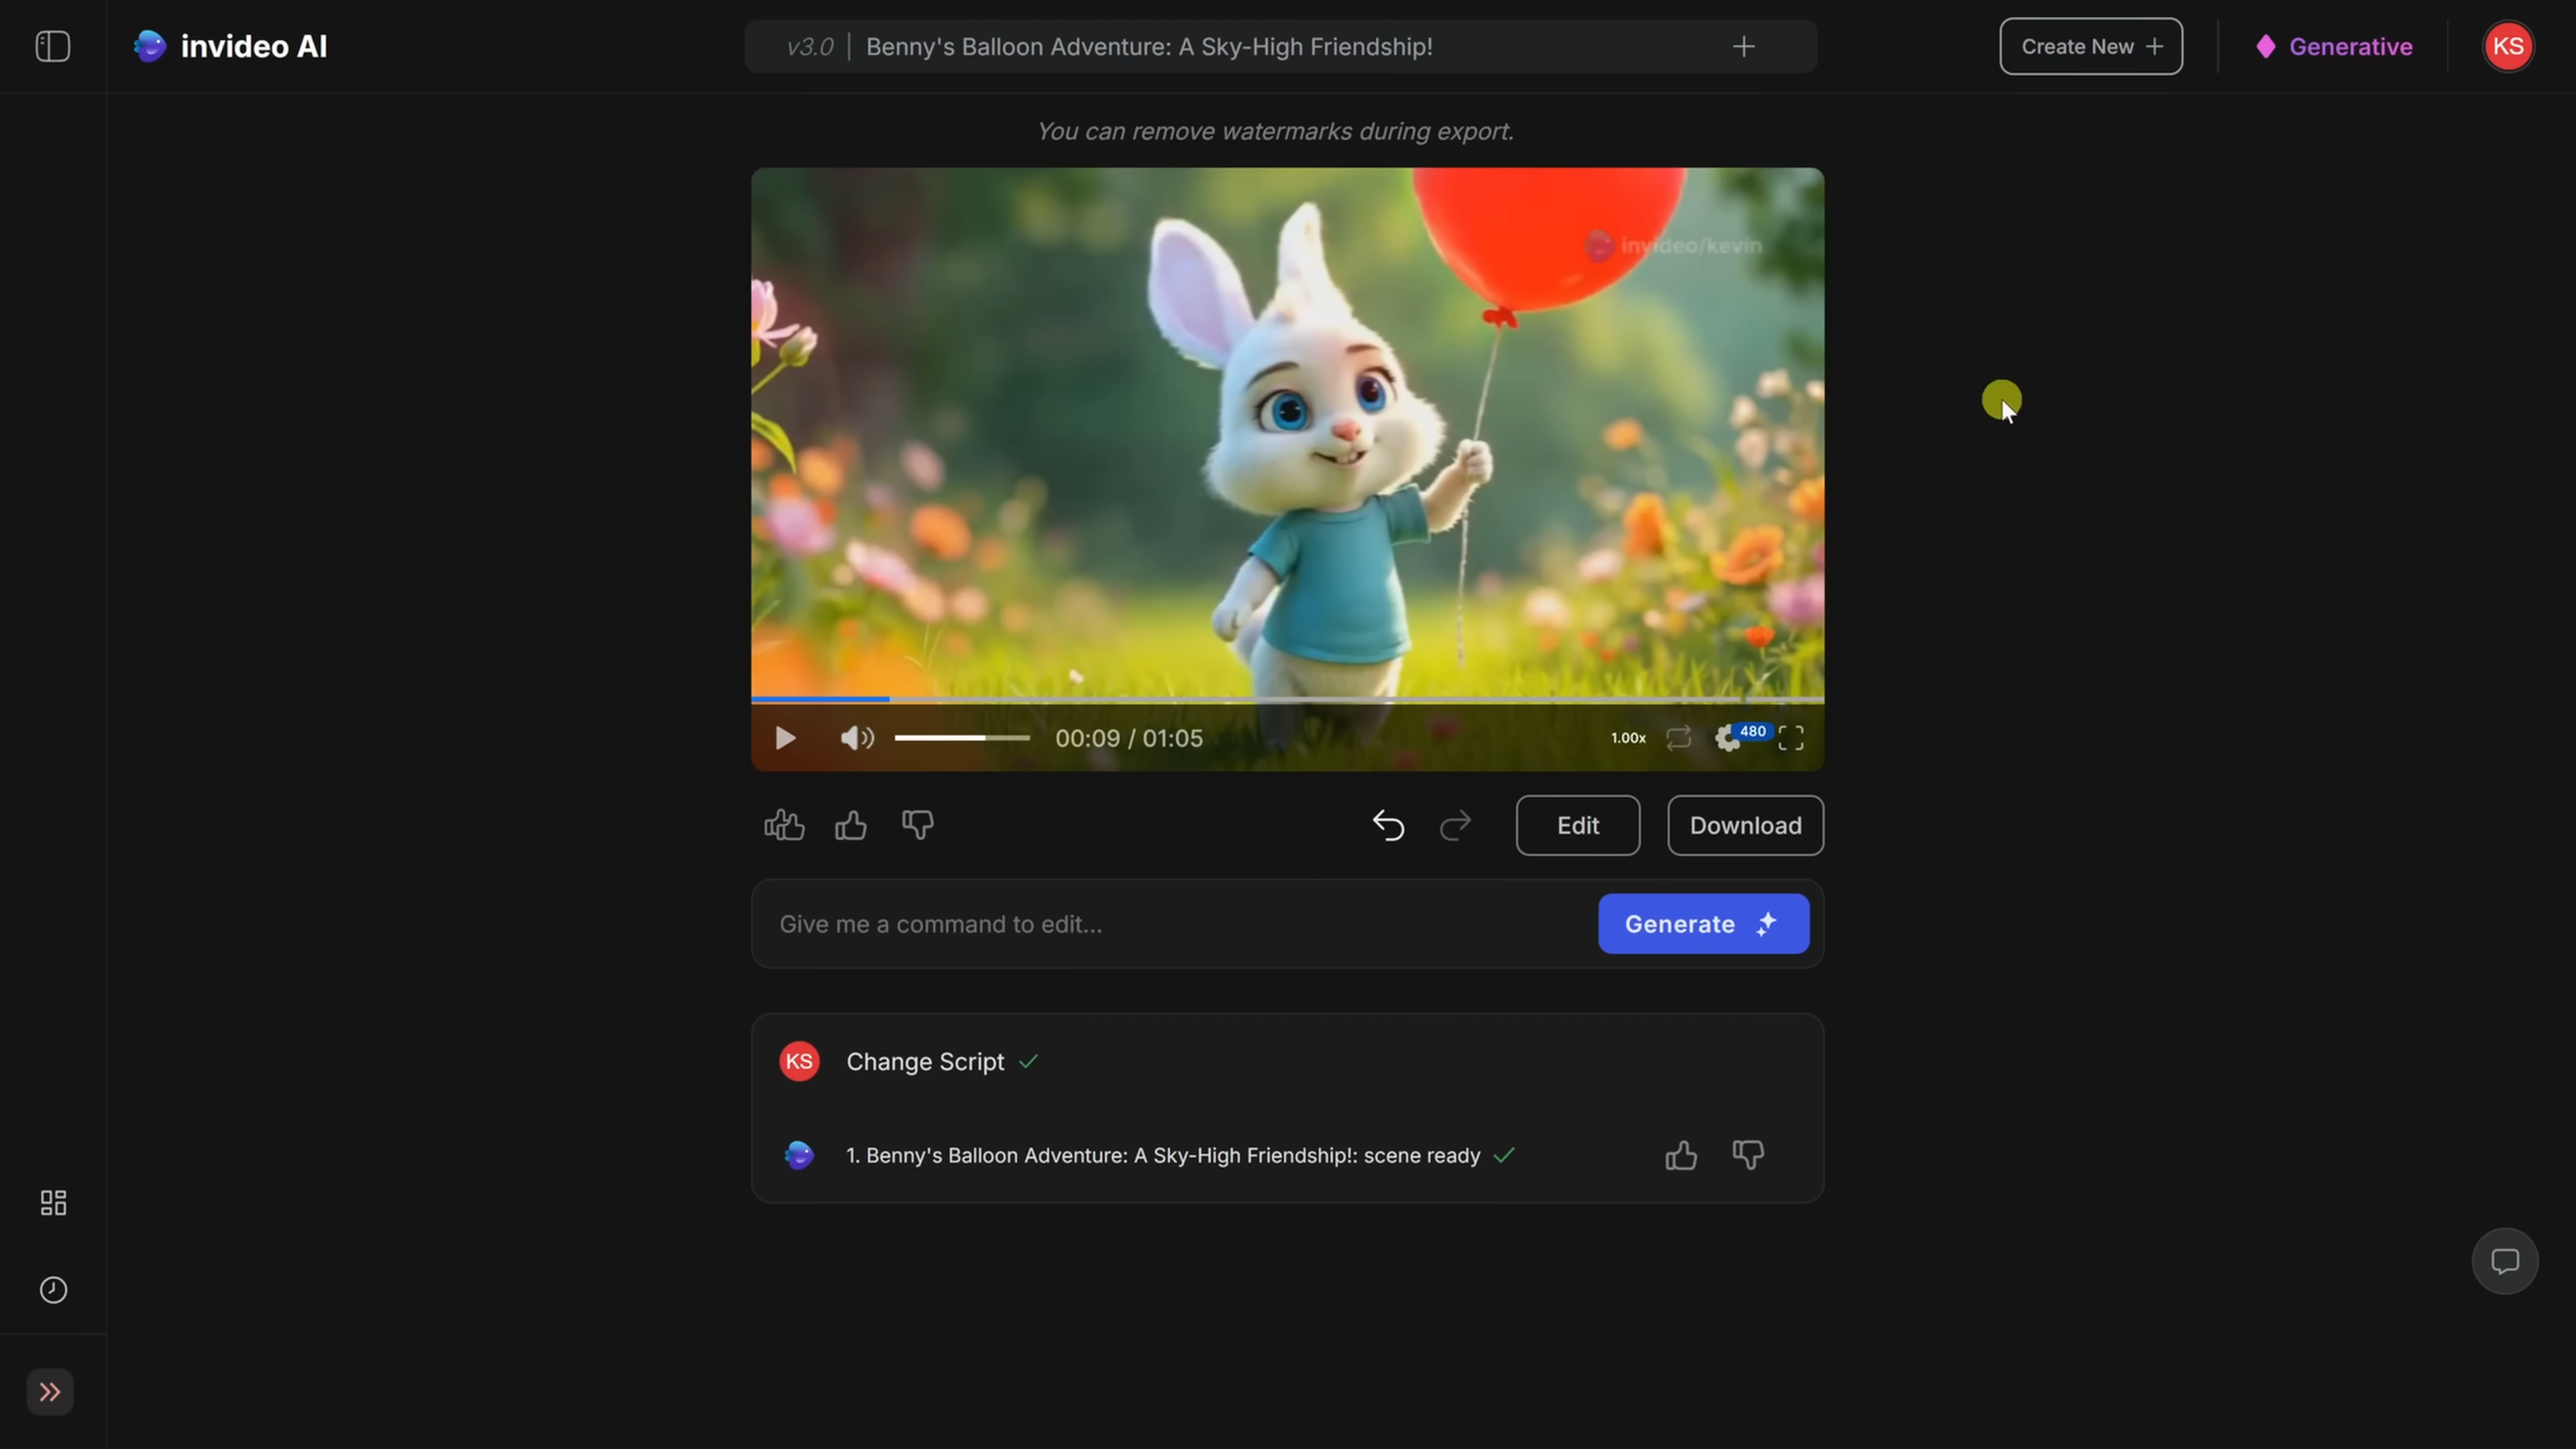 invideo AI
v3.0 | Benny's Balloon Adventure: A Sky-High Friendship!
Create New
Generative
KS
You can remove watermarks during export.
invideo/kevin
00:09 / 01:05
1.00x
480
Edit
Download
Give me a command to edit...
Generate
KS
Change Script
1. Benny's Balloon Adventure: A Sky-High Friendship!: scene ready